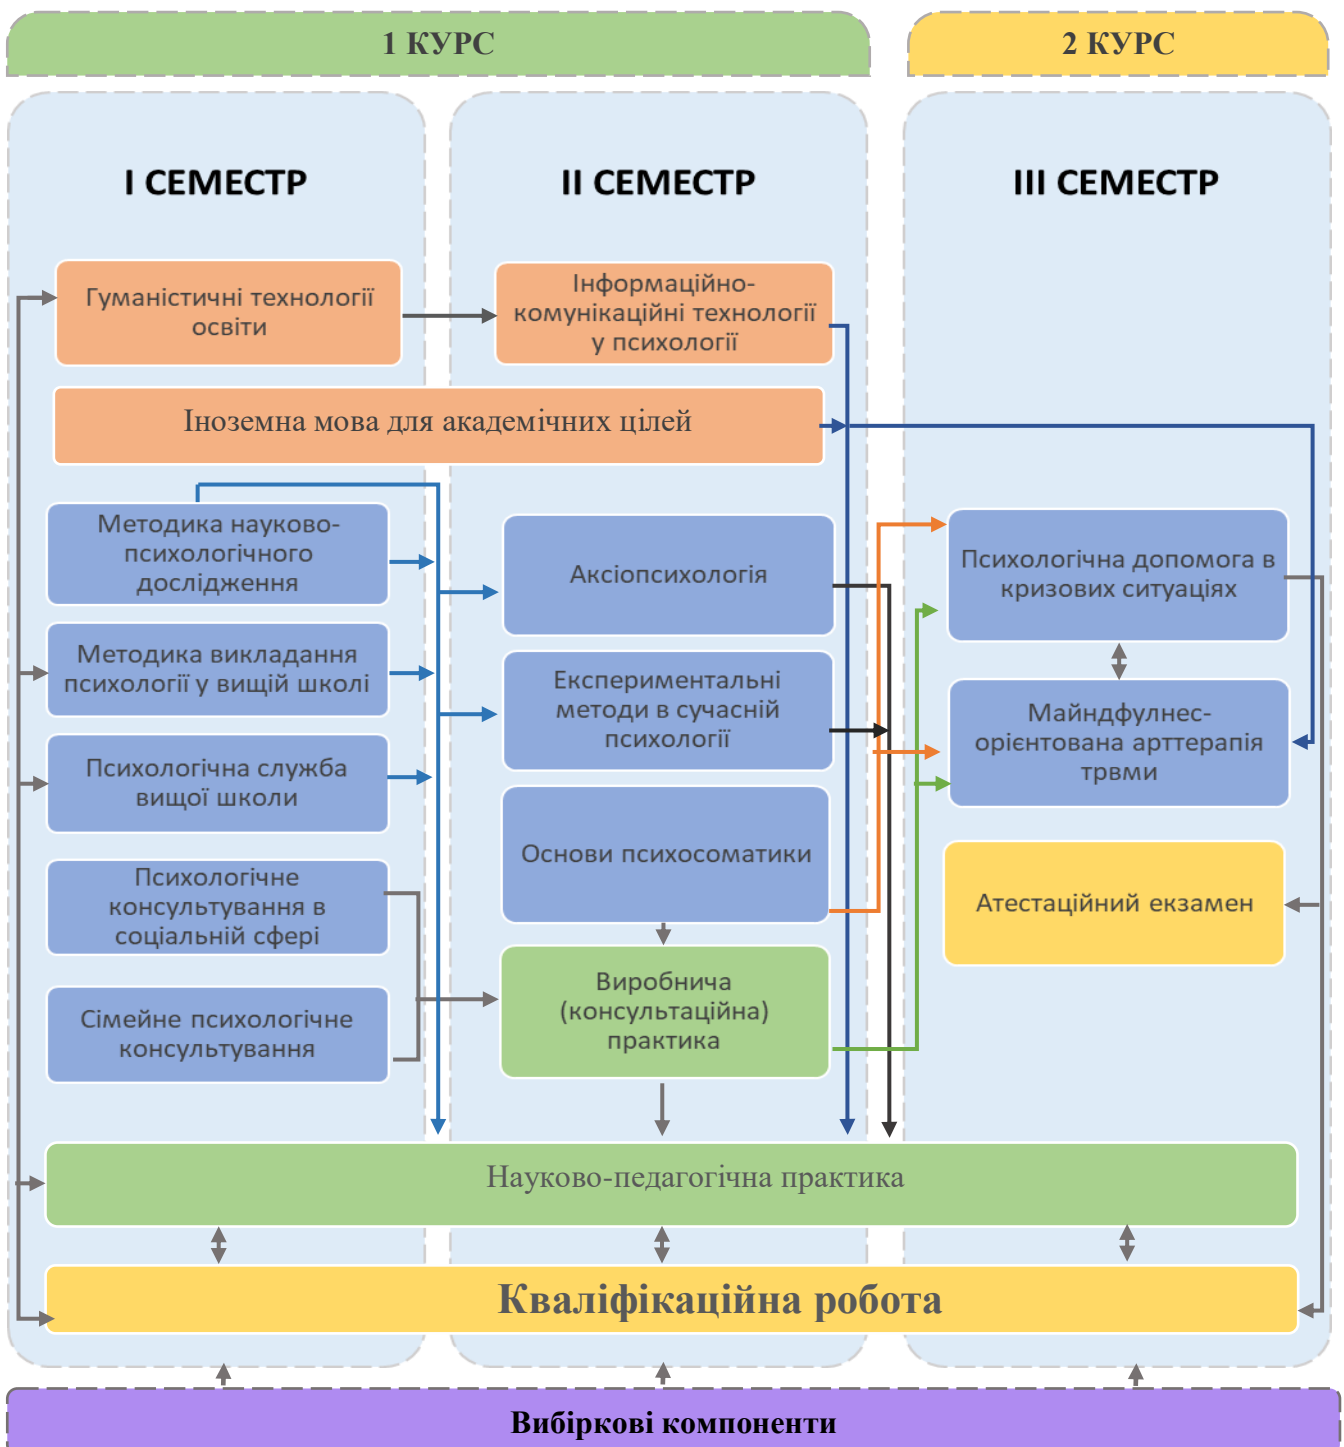 1 КУРС
2 КУРС
І СЕМЕСТР
ІІ СЕМЕСТР
ІІІ СЕМЕСТР
Гуманістичні технології
освіти
Інформаційно-
комунікаційні технології
у психології
Іноземна мова для академічних цілей
Методика науково-
психологічного
дослідження
Методика викладання
психології у вищій школі
Психологічна служба
вищої школи
Психологічне
консультування в
соціальній сфері
Сімейне психологічне
консультування
Аксіопсихологія
Експериментальні
методи в сучасній
психології
Основи психосоматики
Виробнича
(консультаційна)
практика
Психологічна допомога в
кризових ситуаціях
Майндфулнес-
орієнтована арттерапія
трвми
Атестаційний екзамен
Науково-педагогічна практика
Кваліфікаційна робота
Вибіркові компоненти